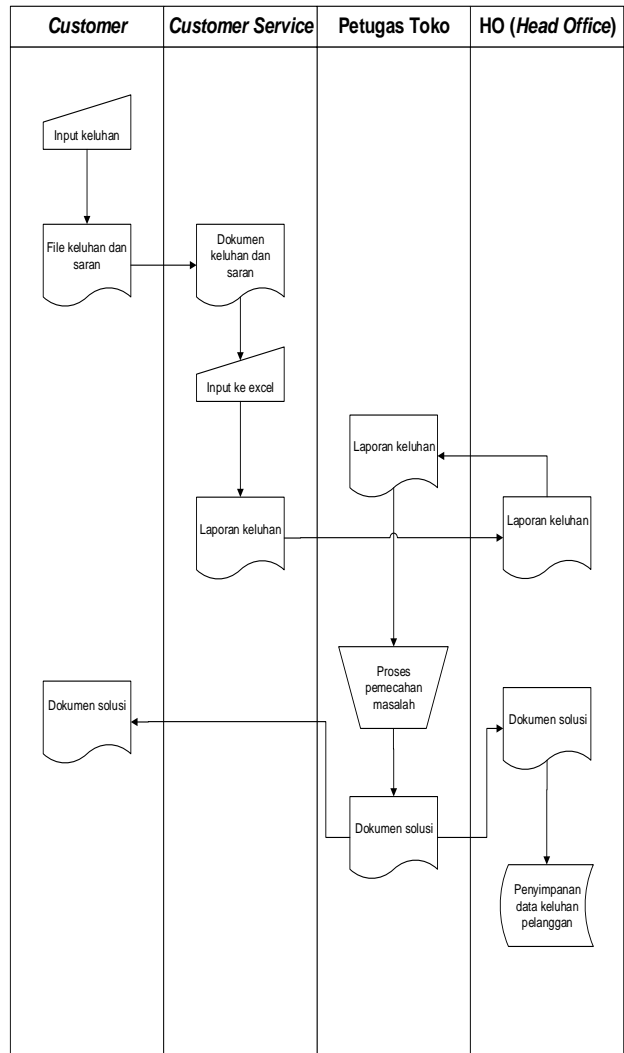 Customer
Customer Service
Petugas Toko
HO (Head Office)
Input keluhan
File keluhan dan
saran
Dokumen
keluhan dan
saran
Input ke excel
Laporan keluhan
Laporan keluhan
Laporan keluhan
Proses
pemecahan
masalah
Dokumen solusi
Dokumen solusi
Dokumen solusi
Penyimpanan
data keluhan
pelanggan